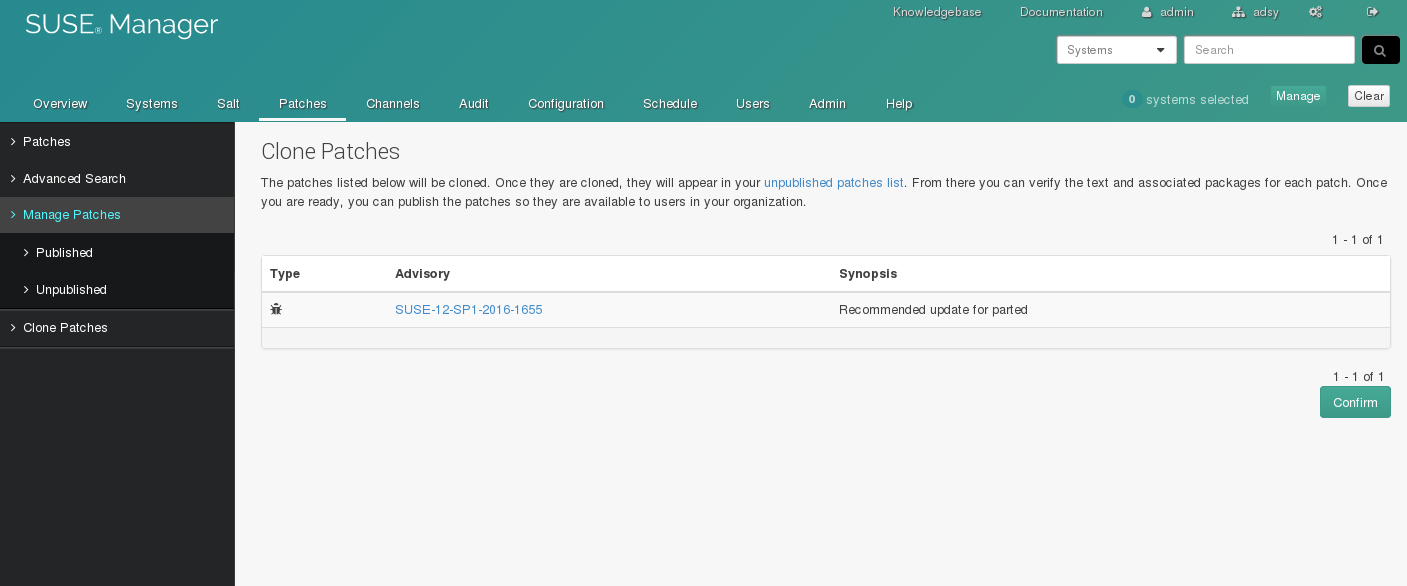 SUSE® Manager
Knowledgebase Documentation admin adsy
Systems Search
Overview Systems Salt Patches Channels Audit Configuration Schedule Users Admin Help
0 systems selected Manage Clear
Patches
Advanced Search
Manage Patches
Published
Unpublished
Clone Patches
Clone Patches
The patches listed below will be cloned. Once they are cloned, they will appear in your unpublished patches list. From there you can verify the text and associated packages for each patch. Once
you are ready, you can publish the patches so they are available to users in your organization.
1 - 1 of 1
Type Advisory Synopsis
SUSE-12-SP1-2016-1655 Recommended update for parted
1 - 1 of 1
Confirm